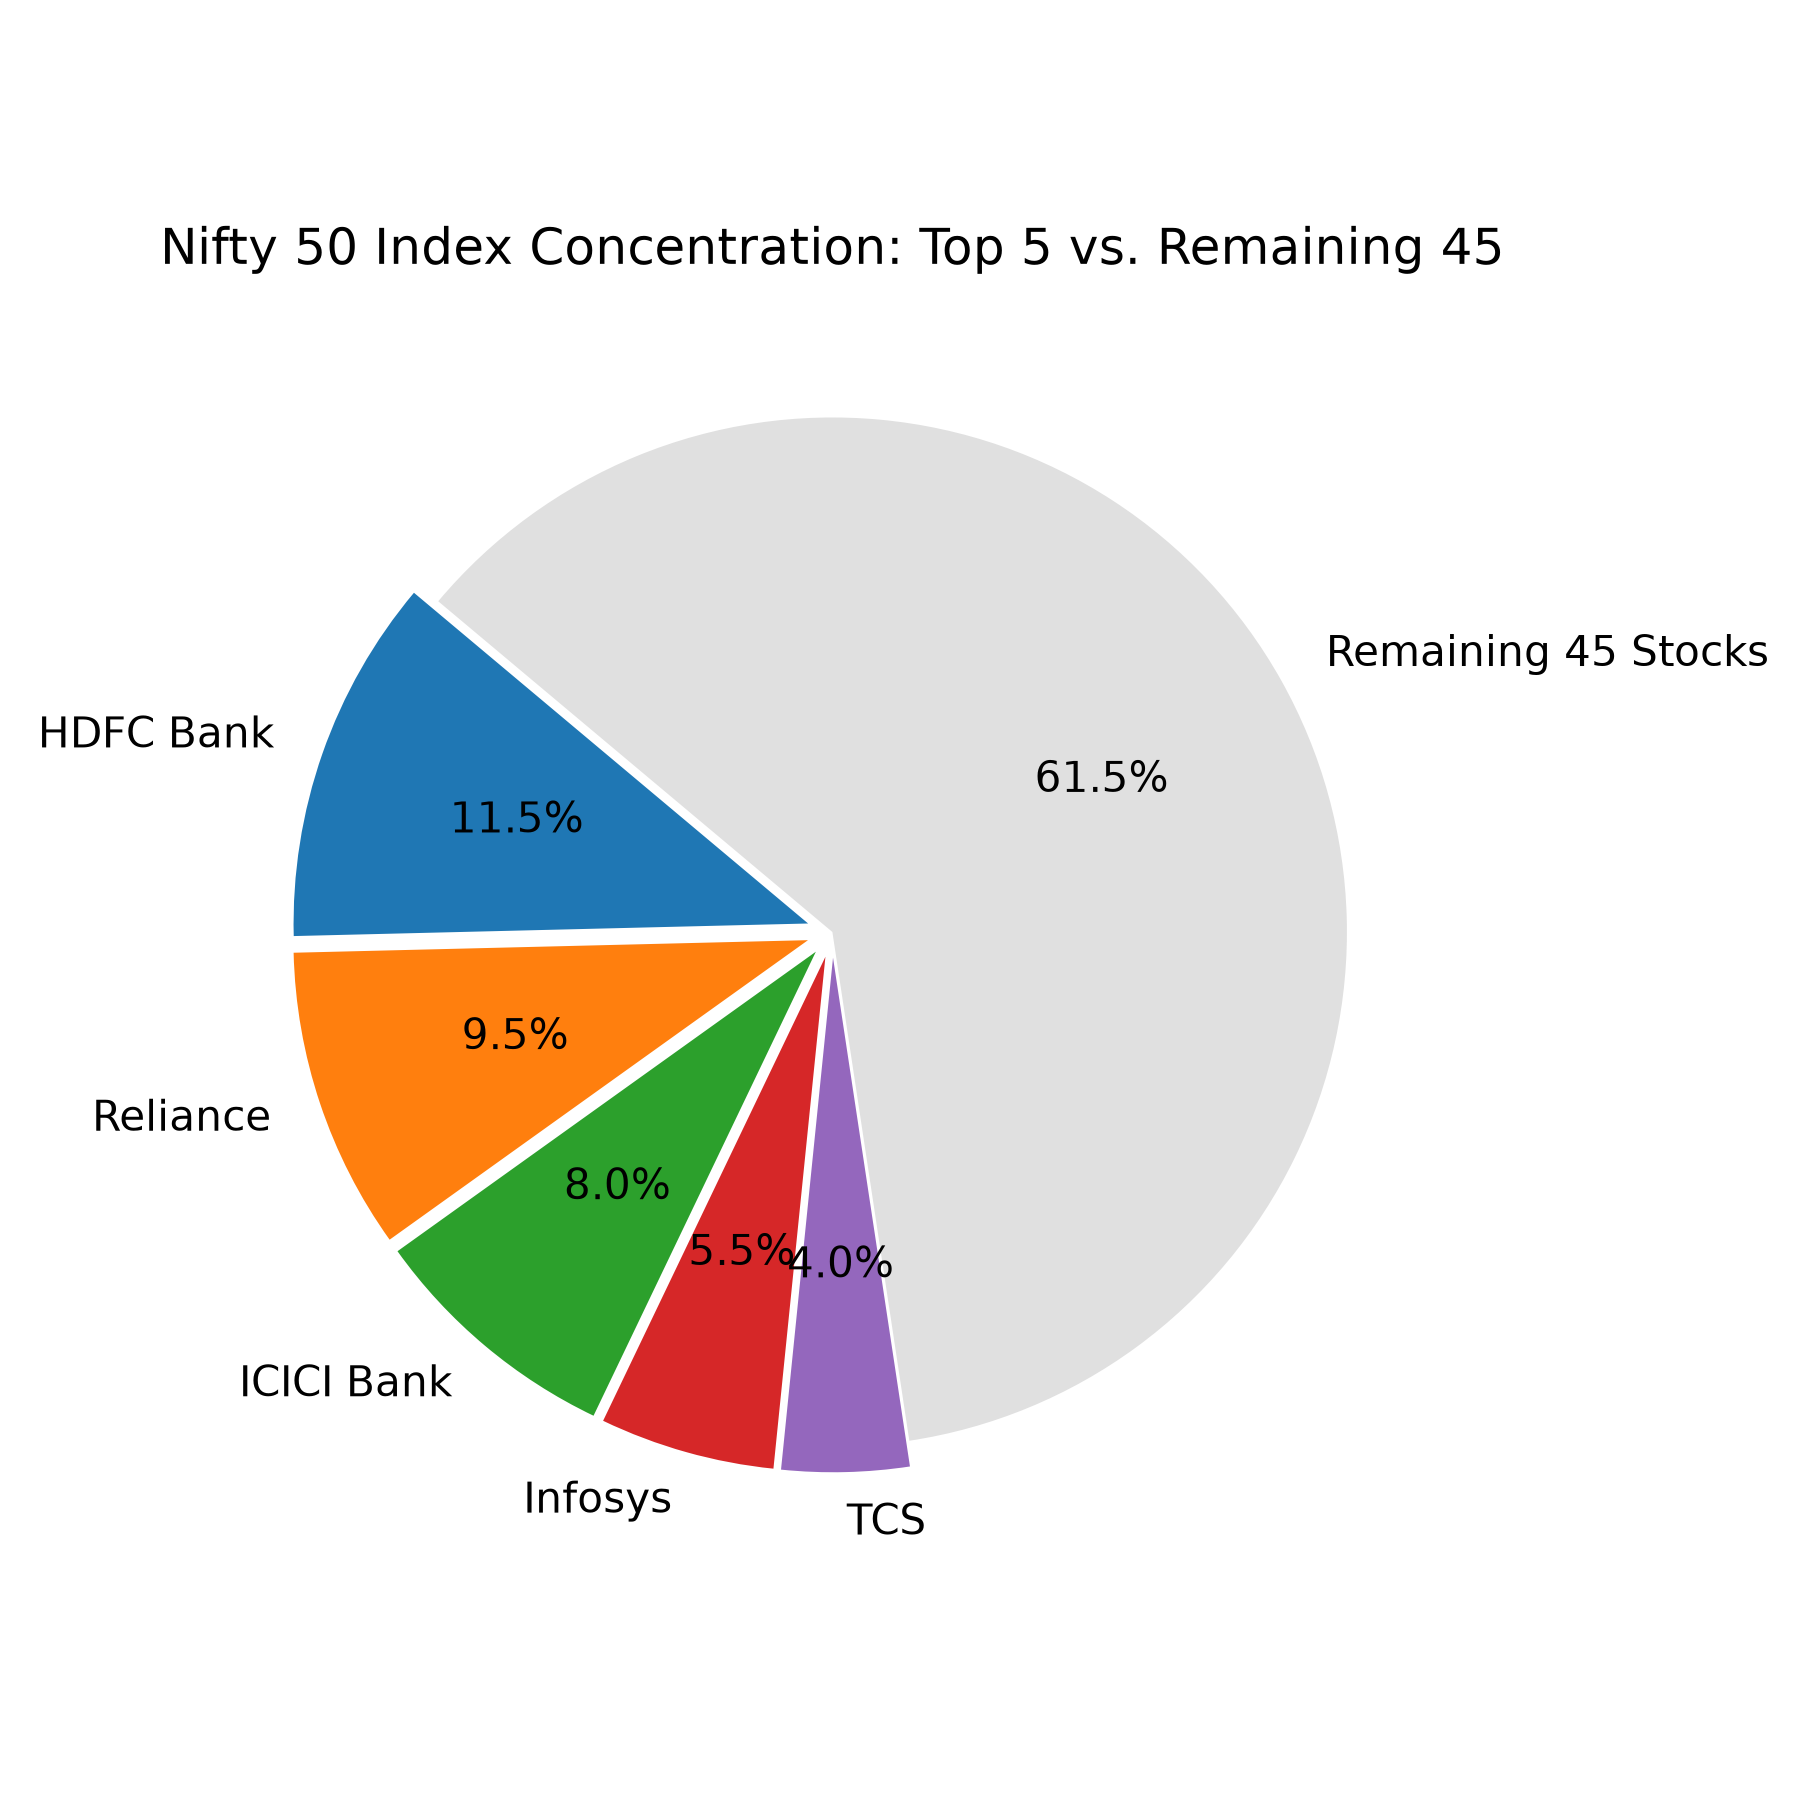 Nifty 50 Index Concentration: Top 5 vs. Remaining 45
Remaining 45 Stocks
61.5%
HDFC Bank
11.5%
9.5%
Reliance
8.0%
ICICI Bank
5.5%
Infosys
4.0%
TCS